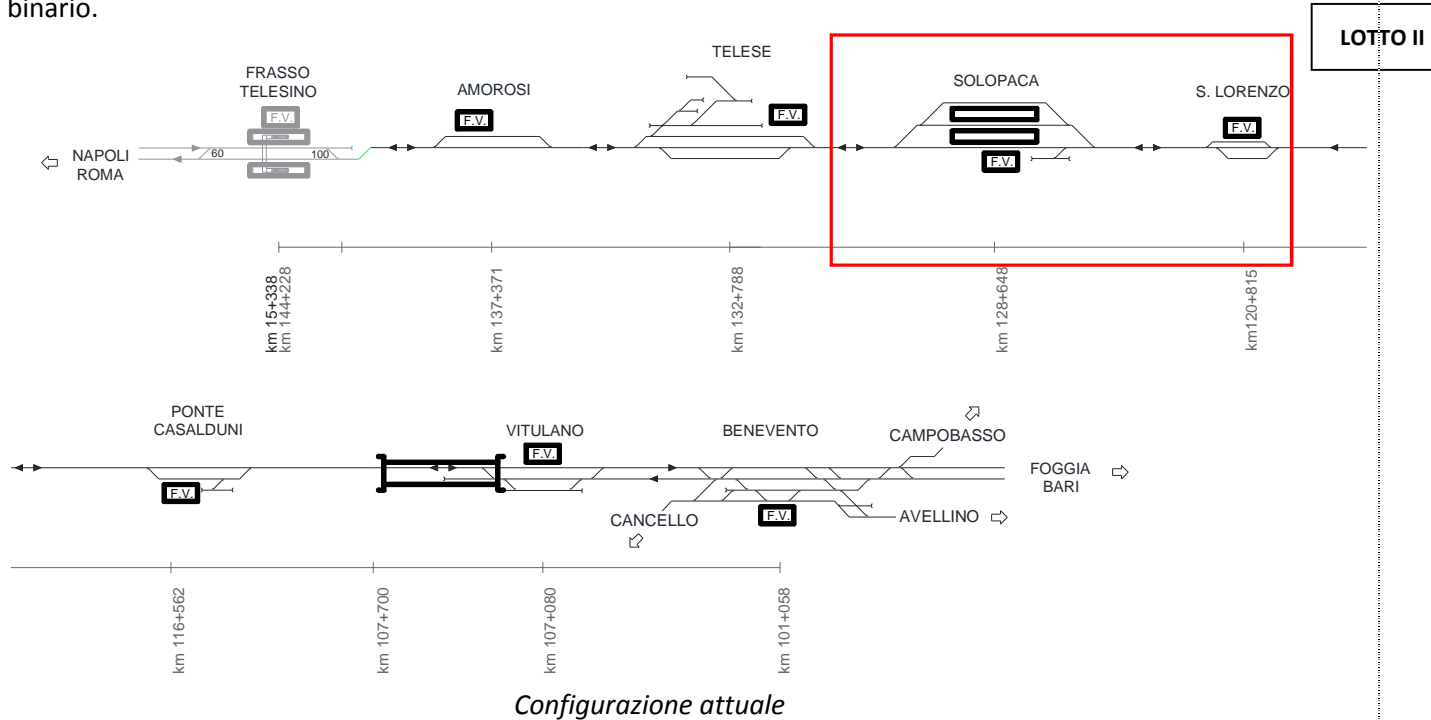 binario.
LOTTO II
TELESE
FRASSO
TELESINO
AMOROSI
SOLOPACA
S. LORENZO
F.V.
F.V.
F.V.
F.V.
F.V.
NAPOLI
ROMA
60
100
km 15+338
km 144+228
km 137+371
km 132+788
km 128+648
km120+815
PONTE
CASALDUNI
VITULANO
BENEVENTO
CAMPOBASSO
F.V.
FOGGIA
BARI
F.V.
CANCELLO
F.V.
AVELLINO
km 116+562
km 107+700
km 107+080
km 101+058
Configurazione attuale